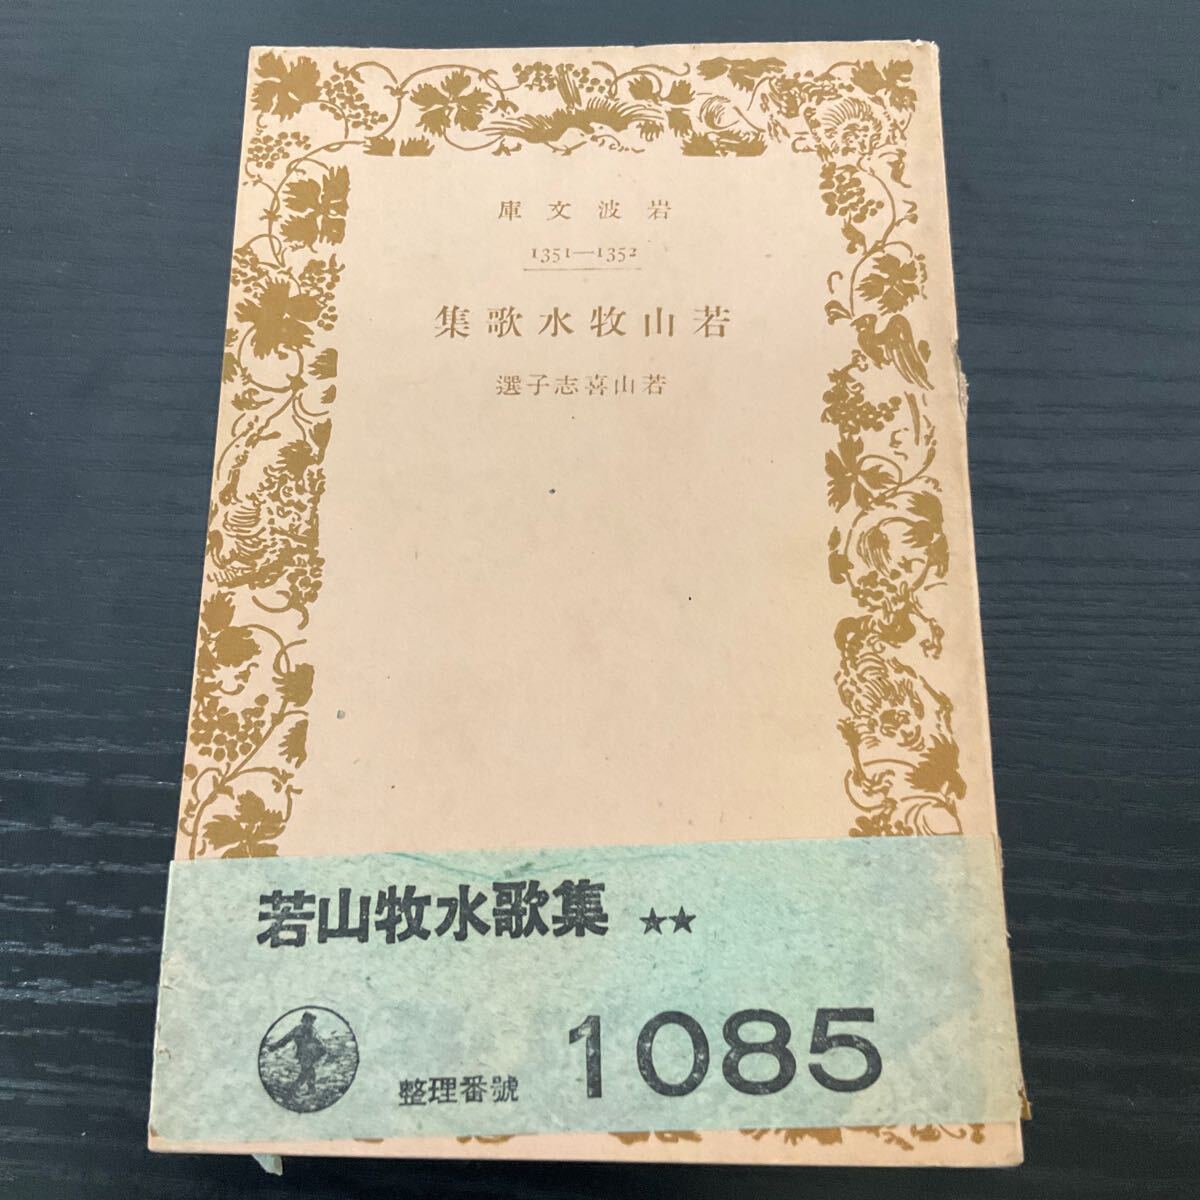 岩波文庫
1351—1352
若山牧水歌集
若山喜志子選
若山牧水歌集 ★★
整理番號 1085